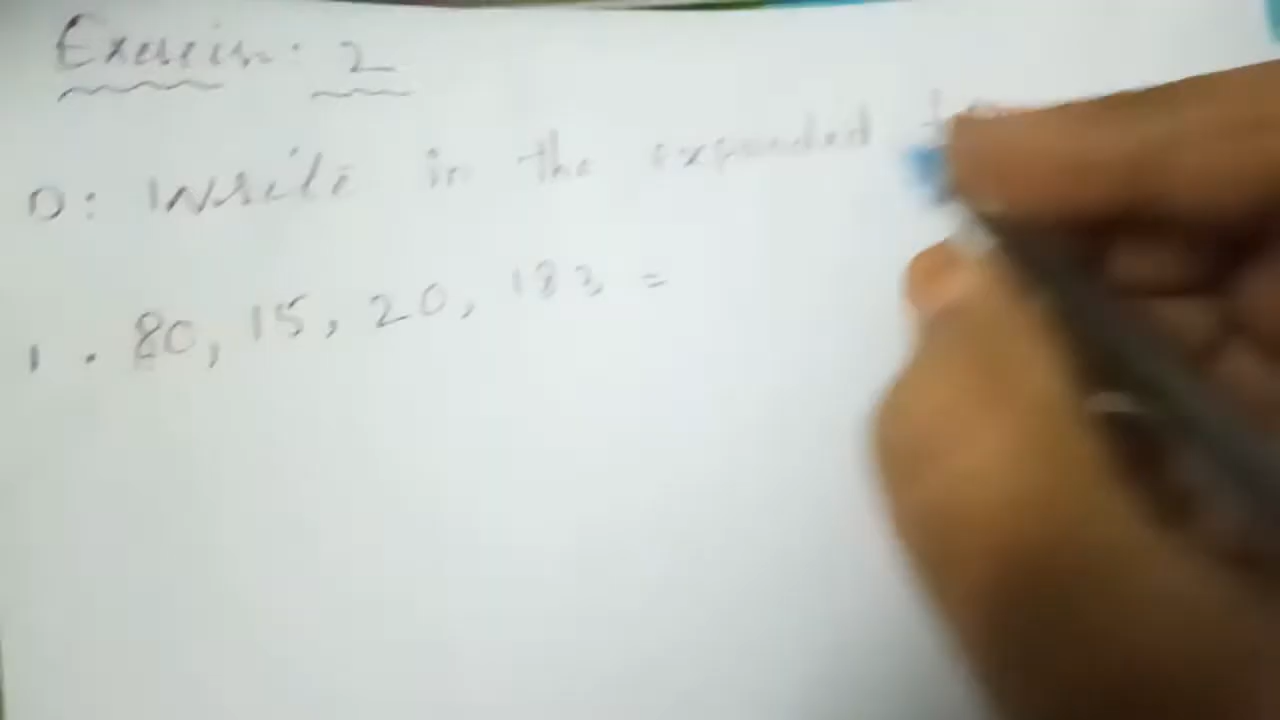 Exercise: 2
Q: Write in the expanded
1. 80, 15, 20, 183 =